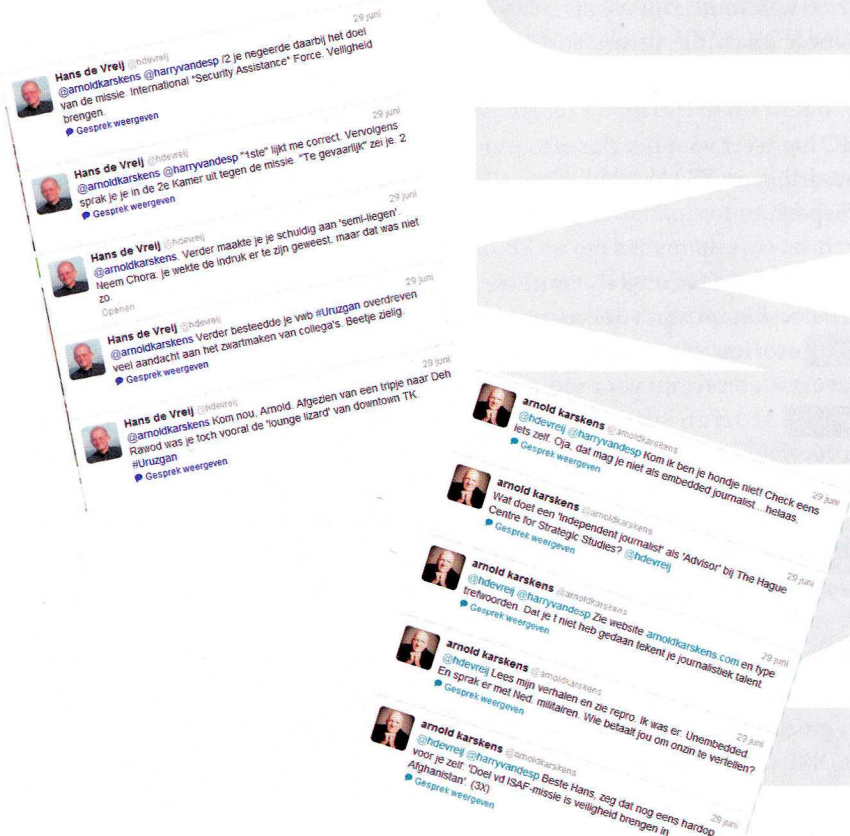 29 juni
Hans de Vreij @hdevreij
@arnoldkarskens @harryvandesp /2 je negeerde daarbij het doel
van de missie. International *Security Assistance* Force. Veiligheid
brengen.
Gesprek weergeven
29 juni
Hans de Vreij @hdevreij
@arnoldkarskens @harryvandesp "1ste" lijkt me correct. Vervolgens
sprak je je in de 2e Kamer uit tegen de missie. "Te gevaarlijk" zei je. 2
Gesprek weergeven
29 juni
Hans de Vreij @hdevreij
@arnoldkarskens. Verder maakte je je schuldig aan 'semi-liegen'.
Neem Chora: je wekte de indruk er te zijn geweest, maar dat was niet
zo.
Openen
29 juni
Hans de Vreij @hdevreij
@arnoldkarskens Verder besteedde je vwb #Uruzgan overdreven
veel aandacht aan het zwartmaken van collega's. Beetje zielig.
Gesprek weergeven
29 juni
Hans de Vreij @hdevreij
@arnoldkarskens Kom nou, Arnold. Afgezien van een tripje naar Deh
Rawod was je toch vooral de 'lounge lizard' van downtown TK.
#Uruzgan
Gesprek weergeven
arnold karskens @arnoldkarskens
29 juni
@hdevreij @harryvandesp Kom ik ben je hondje niet! Check eens
iets zelf. Oja, dat mag je niet als embedded journalist....helaas,
Gesprek weergeven
arnold karskens @arnoldkarskens
29 juni
Wat doet een 'Independent journalist' als 'Advisor' bij The Hague
Centre for Strategic Studies? @hdevreij
Gesprek weergeven
arnold karskens @arnoldkarskens
29 juni
@hdevreij @harryvandesp Zie website arnoldkarskens.com en type
trefwoorden. Dat je t niet heb gedaan tekent je journalistiek talent.
Gesprek weergeven
arnold karskens @arnoldkarskens
29 juni
@hdevreij Lees mijn verhalen en zie repro. Ik was er. Unembedded.
En sprak er met Ned. militairen. Wie betaalt jou om onzin te vertellen?
Gesprek weergeven
arnold karskens @arnoldkarskens
29 juni
@hdevreij @harryvandesp Beste Hans, zeg dat nog eens hardop
voor je zelf: 'Doel vd ISAF-missie is veiligheid brengen in
Afghanistan'. (3X)
Gesprek weergeven